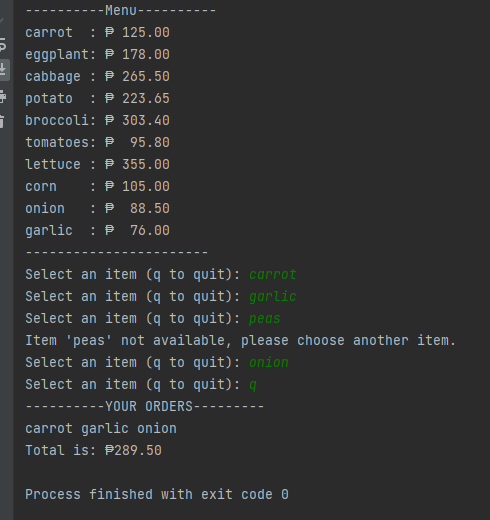 ----------Menu----------
carrot  : ₱ 125.00
eggplant: ₱ 178.00
cabbage : ₱ 265.50
potato  : ₱ 223.65
broccoli: ₱ 303.40
tomatoes: ₱  95.80
lettuce : ₱ 355.00
corn    : ₱ 105.00
onion   : ₱  88.50
garlic  : ₱  76.00
-----------------------
Select an item (q to quit): carrot
Select an item (q to quit): garlic
Select an item (q to quit): peas
Item 'peas' not available, please choose another item.
Select an item (q to quit): onion
Select an item (q to quit): q
----------YOUR ORDERS---------
carrot garlic onion
Total is: ₱289.50
Process finished with exit code 0